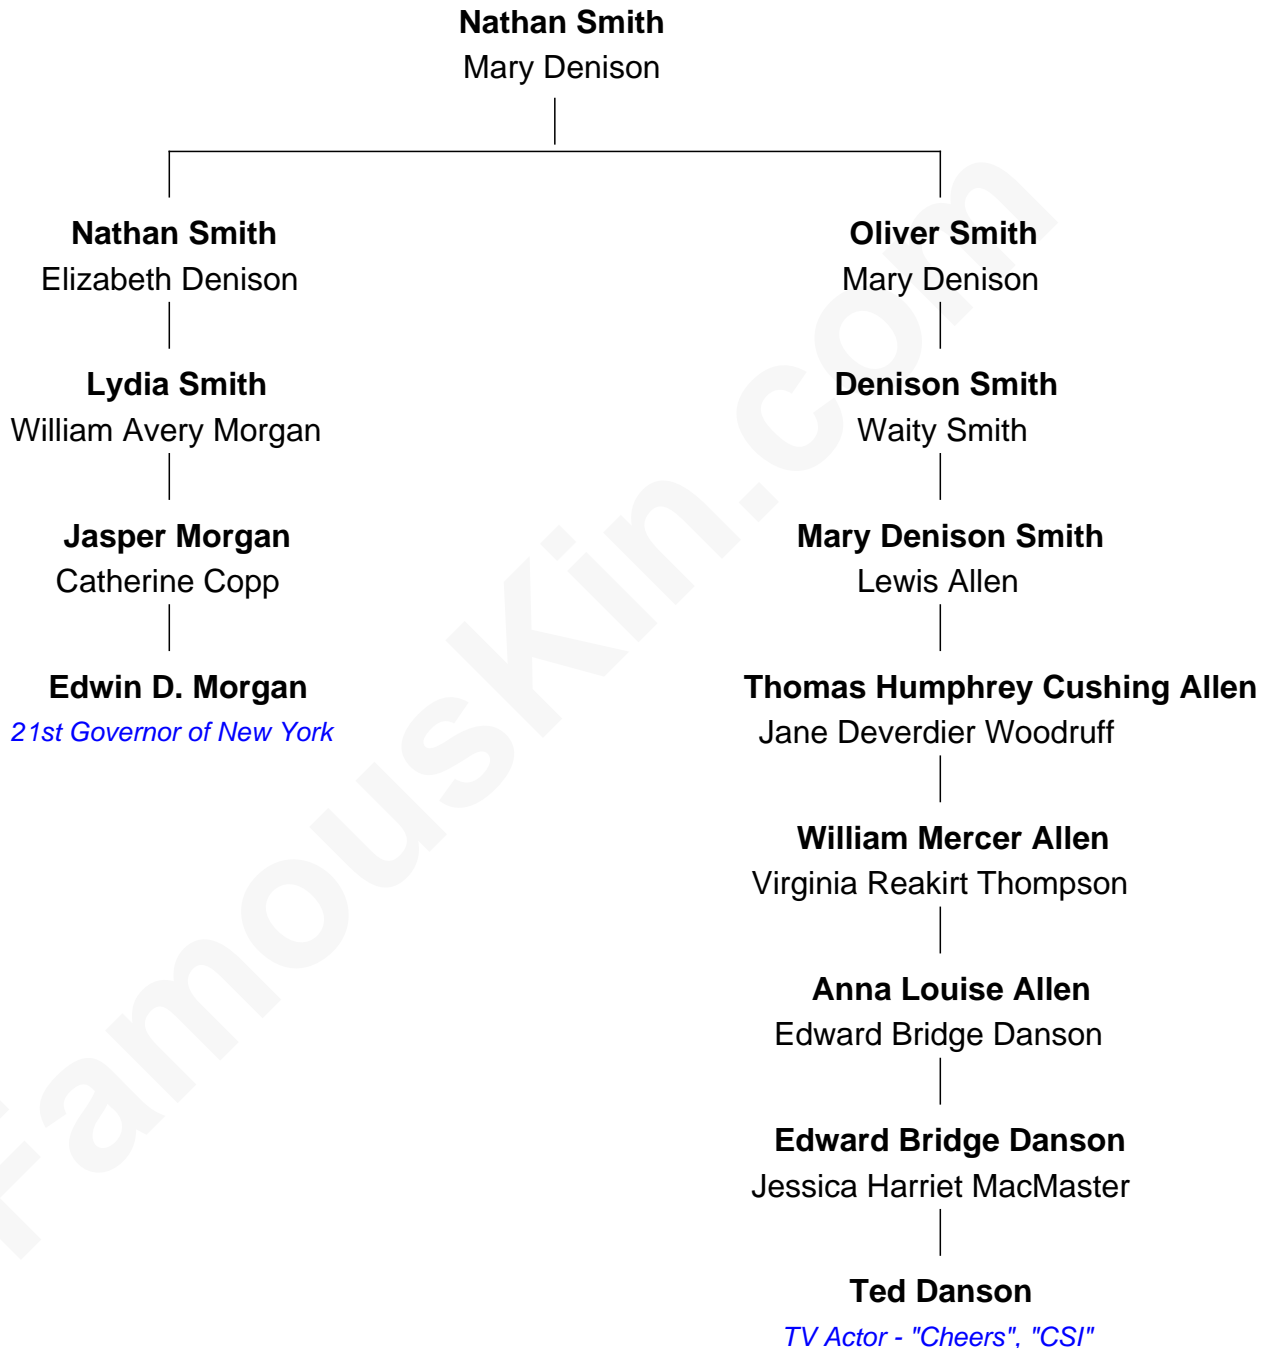 Nathan Smith
Mary Denison
Nathan Smith
Elizabeth Denison
Lydia Smith
William Avery Morgan
Jasper Morgan
Catherine Copp
Edwin D. Morgan
21st Governor of New York
Oliver Smith
Mary Denison
Denison Smith
Waity Smith
Mary Denison Smith
Lewis Allen
Thomas Humphrey Cushing Allen
Jane Deverdier Woodruff
William Mercer Allen
Virginia Reakirt Thompson
Anna Louise Allen
Edward Bridge Danson
Edward Bridge Danson
Jessica Harriet MacMaster
Ted Danson
TV Actor - "Cheers", "CSI"
FamousKin.com